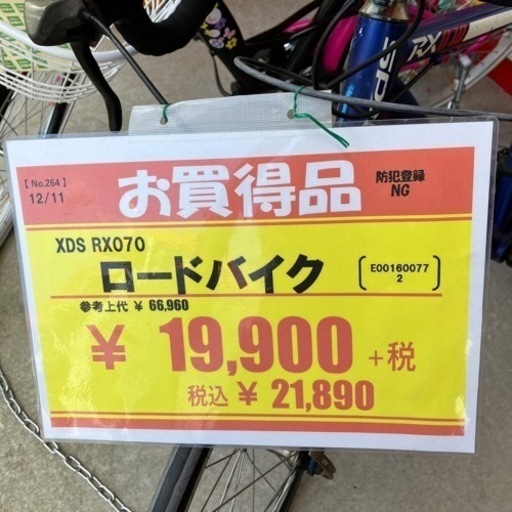 RX
【 No.264 】
12/11
お買得品
防犯登録
NG
XDS RX070
ロードバイク
E00160077
2
参考上代 ¥ 66,960
¥ 19,900 +税
税込 ¥ 21,890